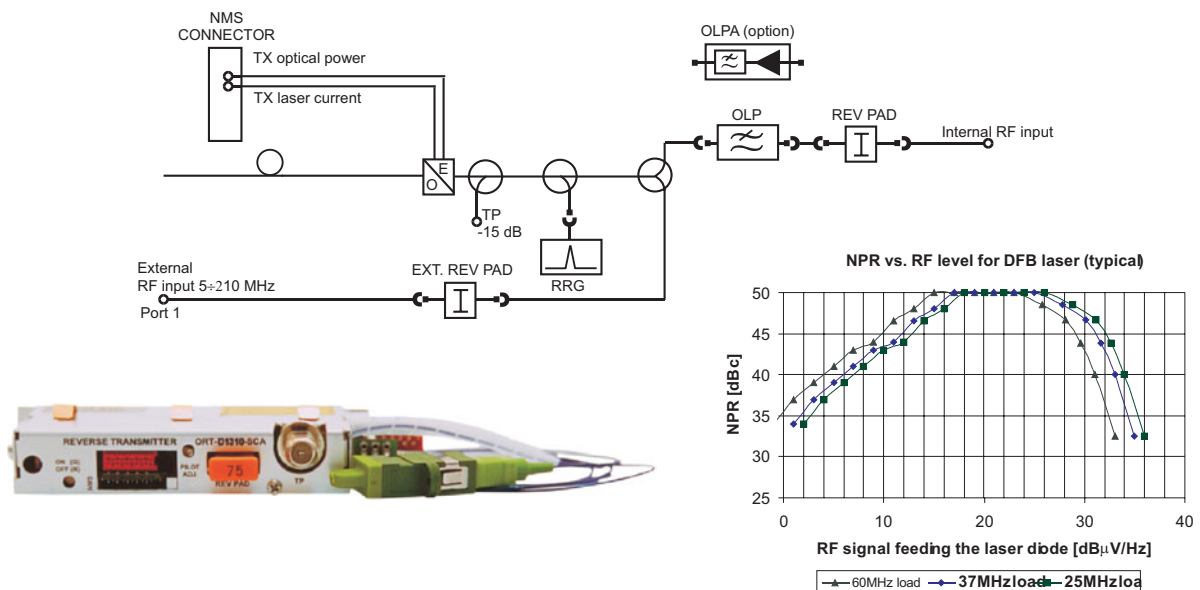 NMS
CONNECTOR
TX optical power
TX laser current
OLPA (option)
OLP
REV PAD
Internal RF input
E
O
TP
-15 dB
RRG
External
RF input 5÷210 MHz
Port 1
EXT. REV PAD
REVERSE TRANSMITTER
ORT-D1310-SCA
ON (G)
OFF (R)
PILOT
ADJ
75
REV PAD
TP
NPR vs. RF level for DFB laser (typical)
NPR [dBc]
50
45
40
35
30
25
0
10
20
30
40
RF signal feeding the laser diode [dBµV/Hz]
60MHz load
37MHzload
25MHzloa